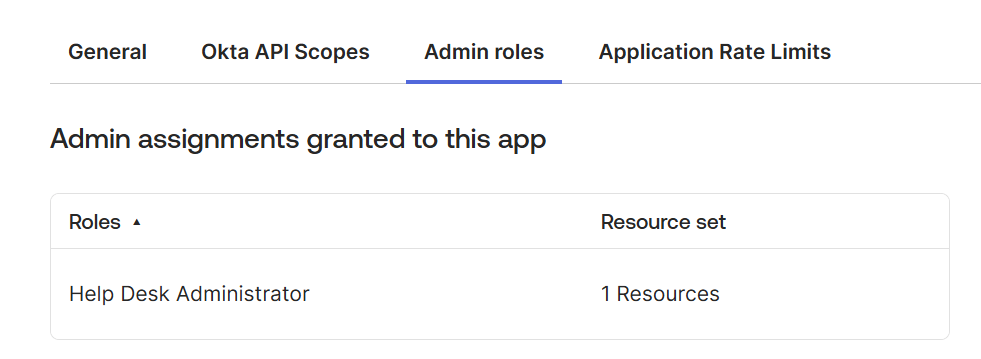 General Okta API Scopes Admin roles Application Rate Limits
Admin assignments granted to this app
Roles ▲ Resource set
Help Desk Administrator 1 Resources